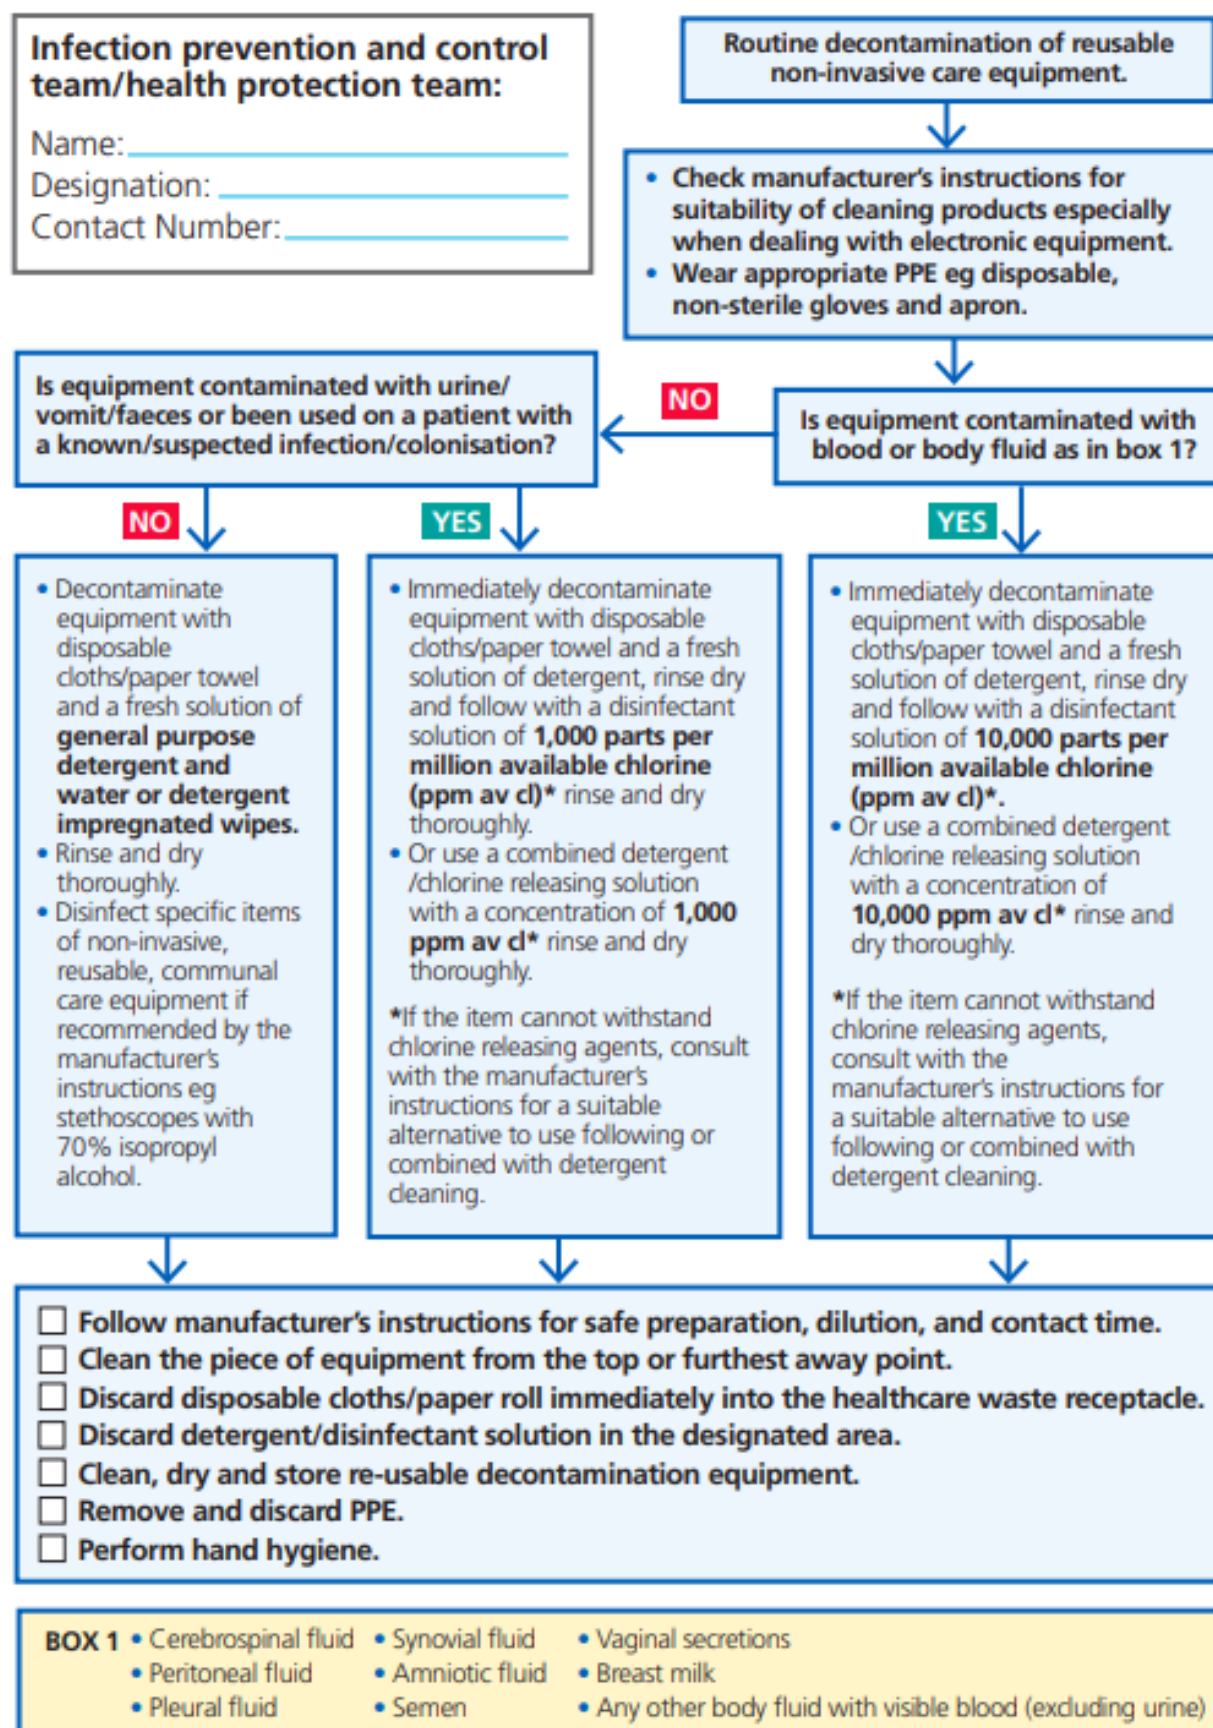 Infection prevention and control
team/health protection team:
Name:
Designation:
Contact Number:
Routine decontamination of reusable
non-invasive care equipment.
• Check manufacturer's instructions for
suitability of cleaning products especially
when dealing with electronic equipment.
• Wear appropriate PPE eg disposable,
non-sterile gloves and apron.
Is equipment contaminated with blood or body fluid as in box 1?
NO
Is equipment contaminated with urine/
vomit/faeces or been used on a patient with
a known/suspected infection/colonisation?
NO
• Decontaminate
equipment with
disposable
cloths/paper towel
and a fresh solution of
general purpose
detergent and
water or detergent
impregnated wipes.
• Rinse and dry
thoroughly.
• Disinfect specific items
of non-invasive,
reusable, communal
care equipment if
recommended by the
manufacturer's
instructions eg
stethoscopes with
70% isopropyl
alcohol.
YES
• Immediately decontaminate
equipment with disposable
cloths/paper towel and a fresh
solution of detergent, rinse dry
and follow with a disinfectant
solution of 1,000 parts per
million available chlorine
(ppm av cl)* rinse and dry
thoroughly.
• Or use a combined detergent
/chlorine releasing solution
with a concentration of 1,000
ppm av cl* rinse and dry
thoroughly.
*If the item cannot withstand
chlorine releasing agents, consult
with the manufacturer's
instructions for a suitable
alternative to use following or
combined with detergent
cleaning.
YES
• Immediately decontaminate
equipment with disposable
cloths/paper towel and a fresh
solution of detergent, rinse dry
and follow with a disinfectant
solution of 10,000 parts per
million available chlorine
(ppm av cl)*.
• Or use a combined detergent
/chlorine releasing solution
with a concentration of
10,000 ppm av cl* rinse and
dry thoroughly.
*If the item cannot withstand
chlorine releasing agents,
consult with the
manufacturer's instructions for
a suitable alternative to use
following or combined with
detergent cleaning.
Follow manufacturer's instructions for safe preparation, dilution, and contact time.
Clean the piece of equipment from the top or furthest away point.
Discard disposable cloths/paper roll immediately into the healthcare waste receptacle.
Discard detergent/disinfectant solution in the designated area.
Clean, dry and store re-usable decontamination equipment.
Remove and discard PPE.
Perform hand hygiene.
BOX 1 • Cerebrospinal fluid • Synovial fluid • Vaginal secretions
• Peritoneal fluid • Amniotic fluid • Breast milk
• Pleural fluid • Semen • Any other body fluid with visible blood (excluding urine)